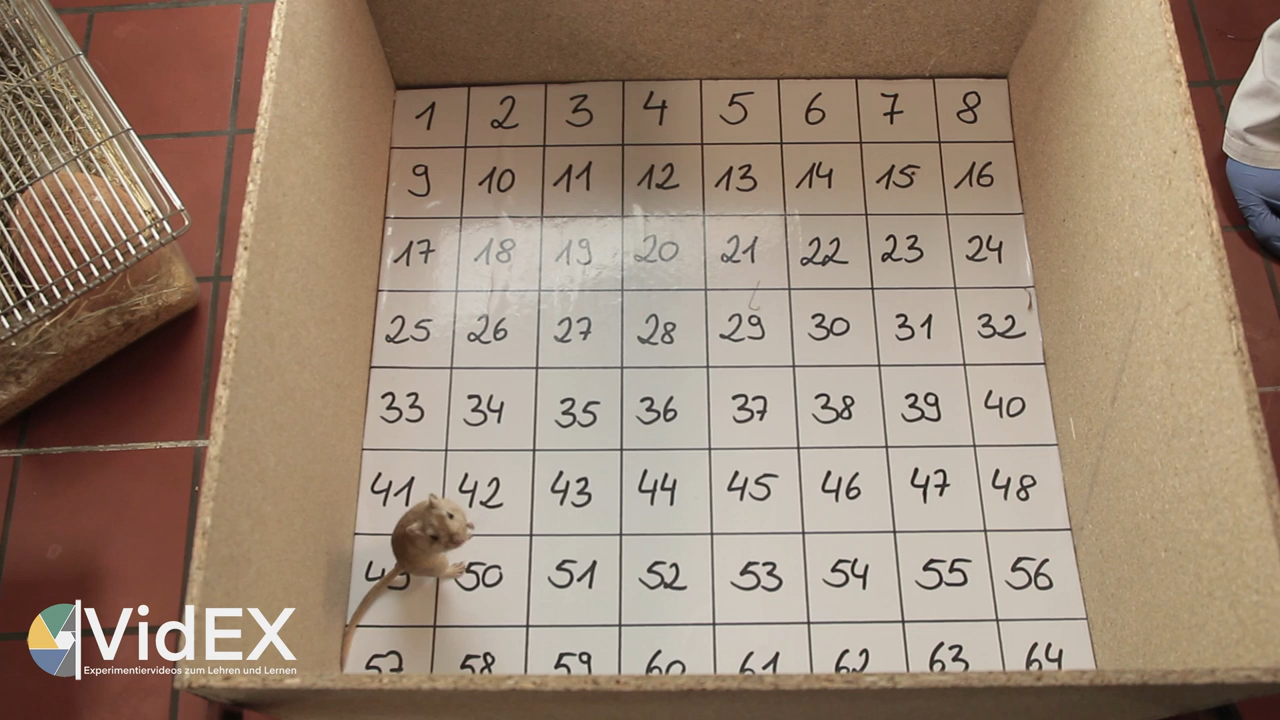 1 2 3 4 5 6 7 8
9 10 11 12 13 14 15 16
17 18 19 20 21 22 23 24
25 26 27 28 29 30 31 32
33 34 35 36 37 38 39 40
41 42 43 44 45 46 47 48
49 50 51 52 53 54 55 56
57 58 59 60 61 62 63 64
VidEX
Experimentiervideos zum Lehren und Lernen